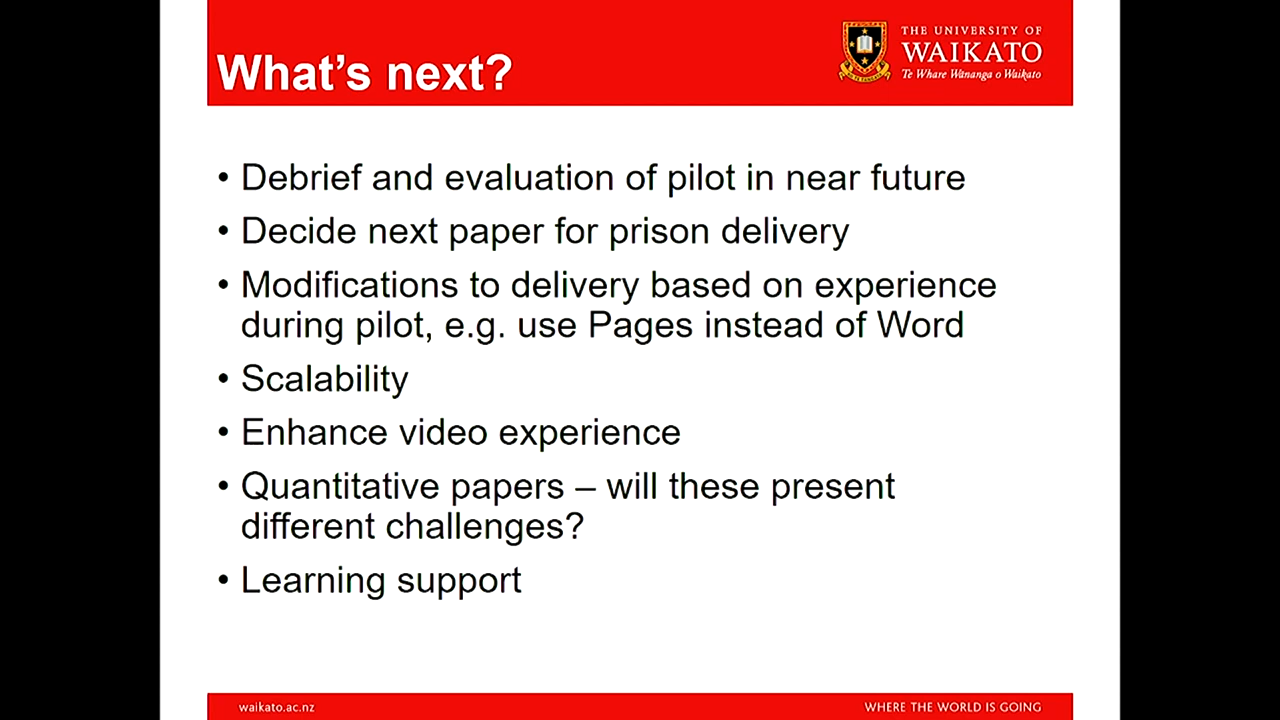 What's next?
THE UNIVERSITY OF
WAIKATO
Te Whare Wānanga o Waikato
• Debrief and evaluation of pilot in near future
• Decide next paper for prison delivery
• Modifications to delivery based on experience
during pilot, e.g. use Pages instead of Word
• Scalability
• Enhance video experience
• Quantitative papers – will these present
different challenges?
• Learning support
waikato.ac.nz
WHERE THE WORLD IS GOING